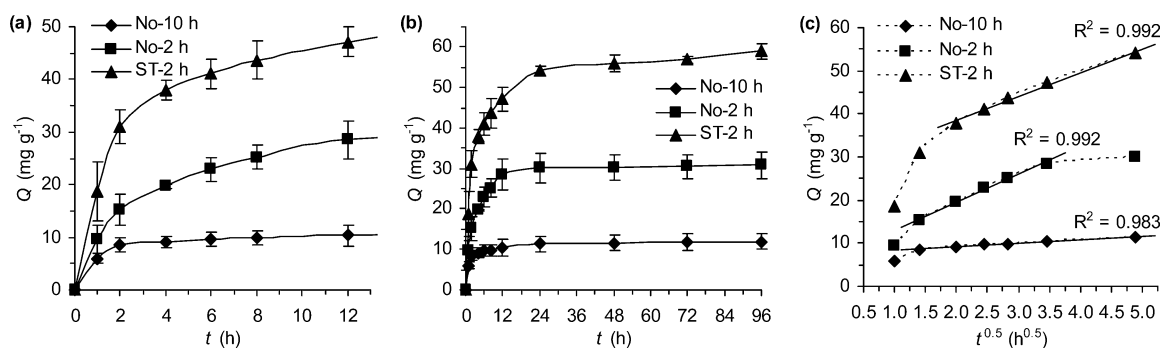 (a)
50
40
30
20
10
0
Q (mg g⁻¹)
No-10 h
No-2 h
ST-2 h
0 2 4 6 8 10 12
t (h)
(b)
70
60
50
40
30
20
10
0
Q (mg g⁻¹)
No-10 h
No-2 h
ST-2 h
0 12 24 36 48 60 72 84 96
t (h)
(c)
60
50
40
30
20
10
0
Q (mg g⁻¹)
No-10 h
No-2 h
ST-2 h
R² = 0.992
R² = 0.992
R² = 0.983
0.5 1.0 1.5 2.0 2.5 3.0 3.5 4.0 4.5 5.0
t⁰·⁵ (h⁰·⁵)